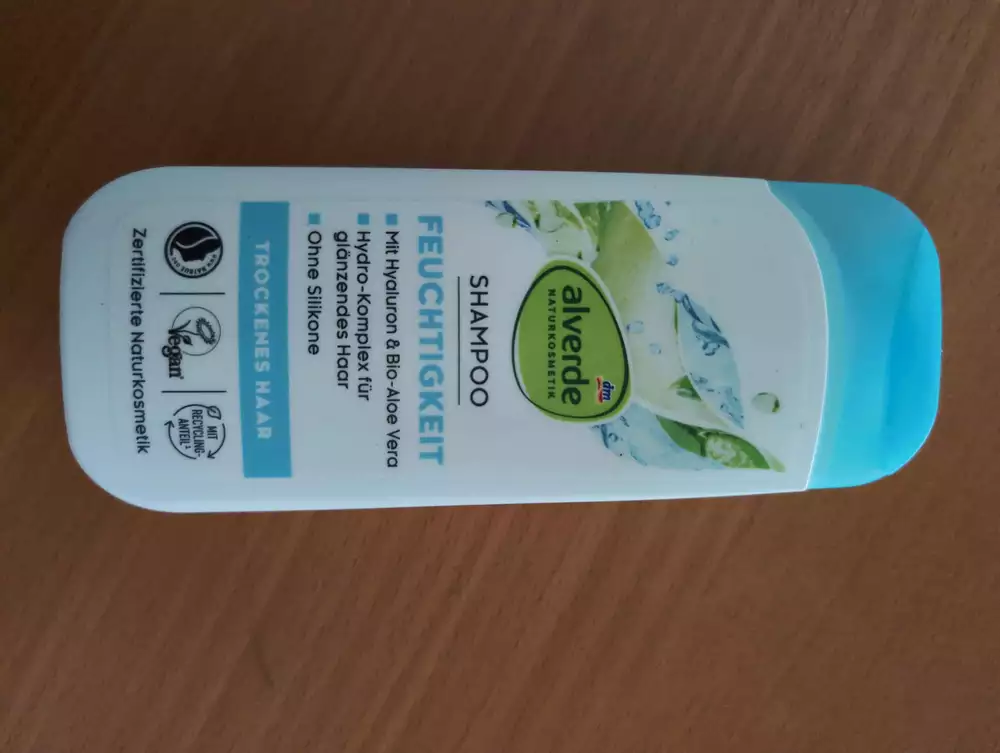 dm
alverde
NATURKOSMETIK
SHAMPOO
FEUCHTIGKEIT
Mit Hyaluron & Bio-Aloe Vera
Hydro-Komplex für
glänzendes Haar
Ohne Silikone
TROCKENES HAAR
Vegan
MIT
RECYCLING-
ANTEIL²
Zertifizierte Naturkosmetik